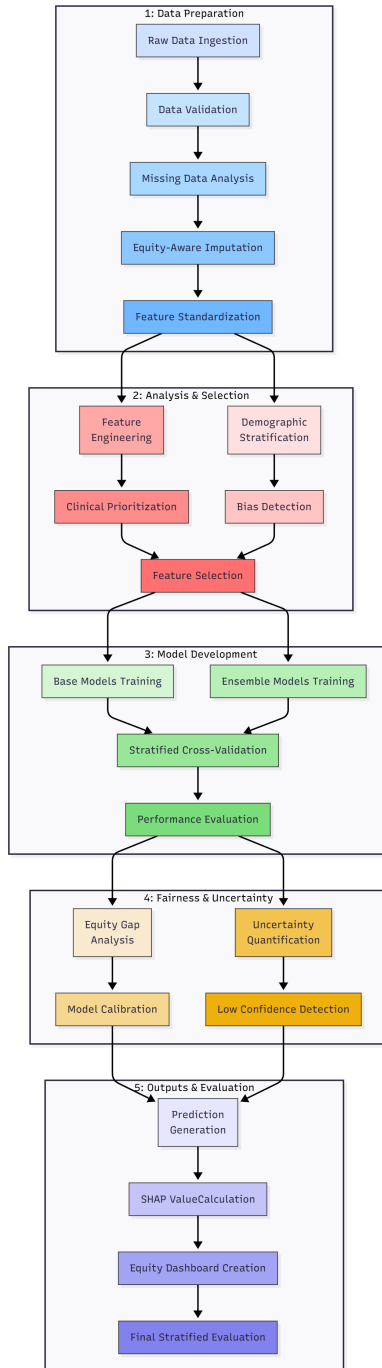 1: Data Preparation
Raw Data Ingestion
Data Validation
Missing Data Analysis
Equity-Aware Imputation
Feature Standardization
2: Analysis & Selection
Feature
Engineering
Demographic
Stratification
Clinical Prioritization
Bias Detection
Feature Selection
3: Model Development
Base Models Training
Ensemble Models Training
Stratified Cross-Validation
Performance Evaluation
4: Fairness & Uncertainty
Equity Gap
Analysis
Uncertainty
Quantification
Model Calibration
Low Confidence Detection
5: Outputs & Evaluation
Prediction
Generation
SHAP ValueCalculation
Equity Dashboard Creation
Final Stratified Evaluation